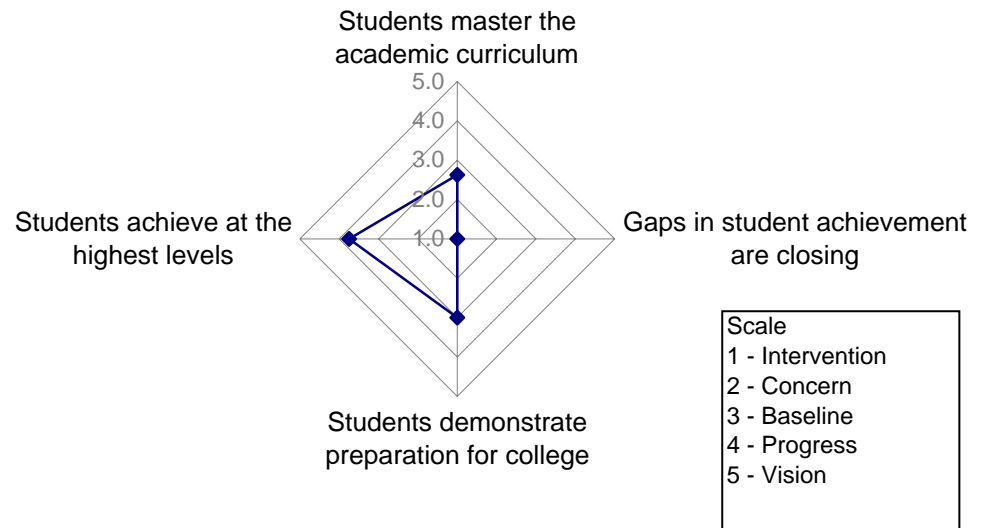 Students master the
academic curriculum
5.0
4.0
3.0
2.0
1.0
Students achieve at the
highest levels
Gaps in student achievement
are closing
Students demonstrate
preparation for college
Scale
1 - Intervention
2 - Concern
3 - Baseline
4 - Progress
5 - Vision